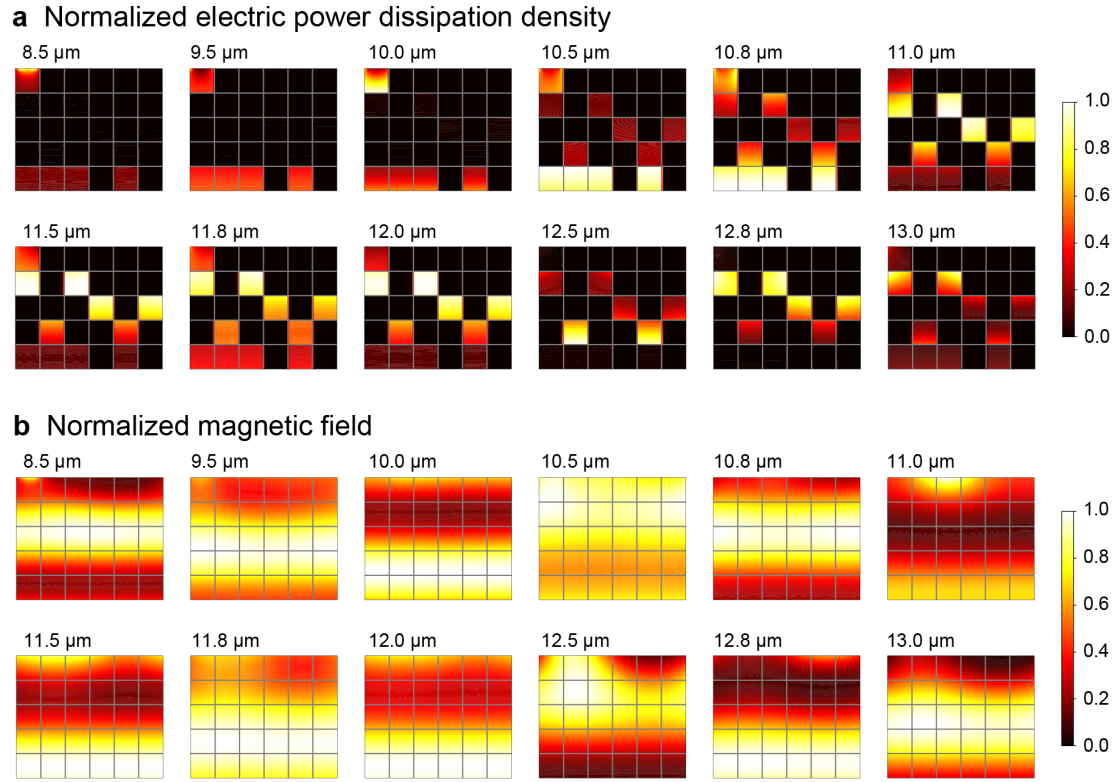 a Normalized electric power dissipation density
8.5 µm 9.5 µm 10.0 µm 10.5 µm 10.8 µm 11.0 µm
1.0
0.8
0.6
0.4
0.2
0.0
11.5 µm 11.8 µm 12.0 µm 12.5 µm 12.8 µm 13.0 µm
b Normalized magnetic field
8.5 µm 9.5 µm 10.0 µm 10.5 µm 10.8 µm 11.0 µm
1.0
0.8
0.6
0.4
0.2
0.0
11.5 µm 11.8 µm 12.0 µm 12.5 µm 12.8 µm 13.0 µm